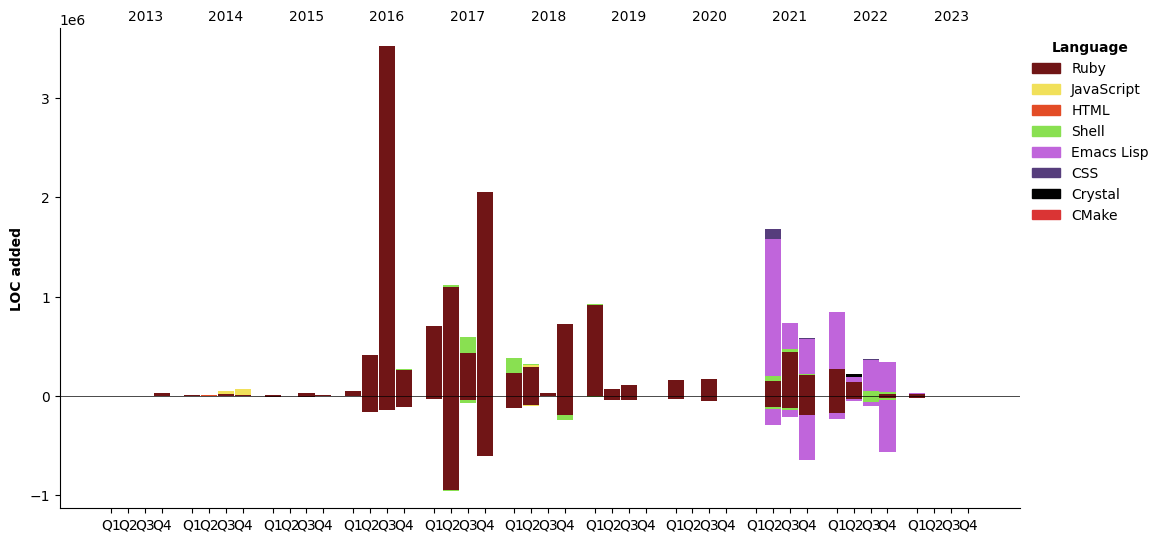 2013 2014 2015 2016 2017 2018 2019 2020 2021 2022 2023
1e6
LOC added
3
2
1
0
−1
Q1Q2Q3Q4 Q1Q2Q3Q4 Q1Q2Q3Q4 Q1Q2Q3Q4 Q1Q2Q3Q4 Q1Q2Q3Q4 Q1Q2Q3Q4 Q1Q2Q3Q4 Q1Q2Q3Q4 Q1Q2Q3Q4 Q1Q2Q3Q4
Language
Ruby
JavaScript
HTML
Shell
Emacs Lisp
CSS
Crystal
CMake